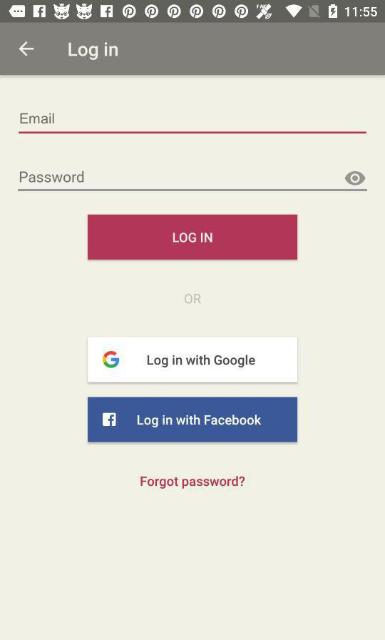 11:55
Log in
Email
Password
LOG IN
OR
Log in with Google
Log in with Facebook
Forgot password?